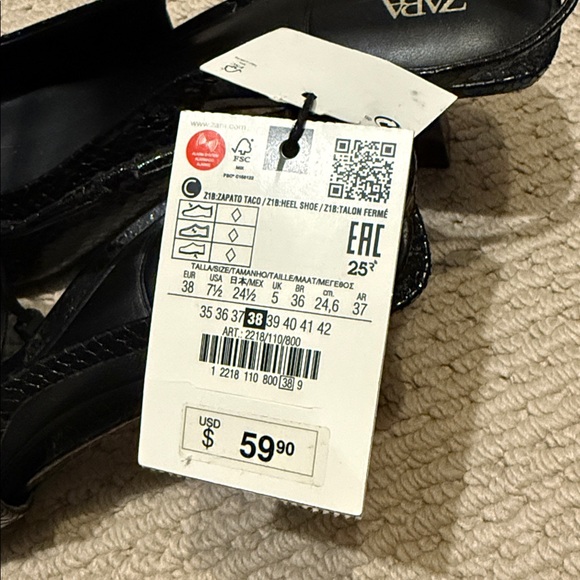 ZARA
www.zara.com
FSC
MIX
FSC® C108122
C Z1B:ZAPATO TACO / Z1B:HEEL SHOE / Z1B:TALON FERMÉ
EAC
25
TALLA/SIZE/TAMANHO/TAILLE/MAAT/ΜΕΓΕΘΟΣ
EUR USA 日本/MEX UK BR cm. AR
38 7½ 24½ 5 36 24,6 37
35 36 37 38 39 40 41 42
ART: 2218/110/800
1 2218 110 800 38 9
USD
$ 59 90